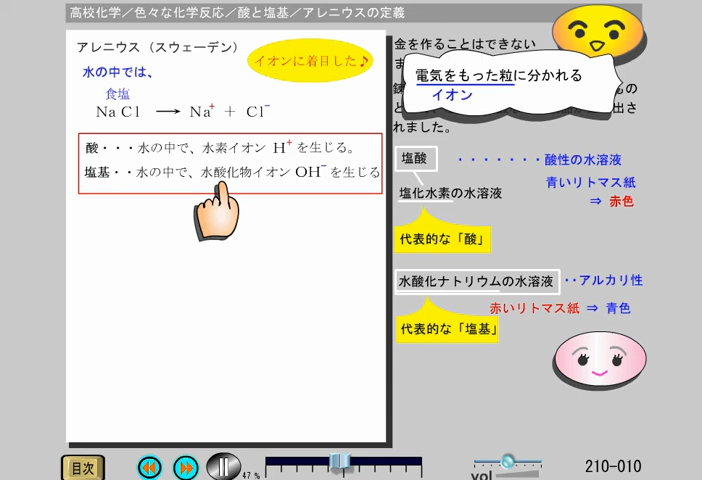 高校化学／色々な化学反応／酸と塩基／アレニウスの定義
アレニウス（スウェーデン）
イオンに着目した♪
水の中では、
食塩
NaCl → Na+ + Cl−
酸・・・水の中で、水素イオン H+ を生じる。
塩基・・水の中で、水酸化物イオン OH− を生じる
金を作ることはできない
電気をもった粒に分かれる
イオン
もの
出さ
れました。
塩酸 ・・・・・・・酸性の水溶液
青いリトマス紙
⇒ 赤色
塩化水素の水溶液
代表的な「酸」
水酸化ナトリウムの水溶液 ・・アルカリ性
赤いリトマス紙 ⇒ 青色
代表的な「塩基」
目次
47 %
vol
210-010